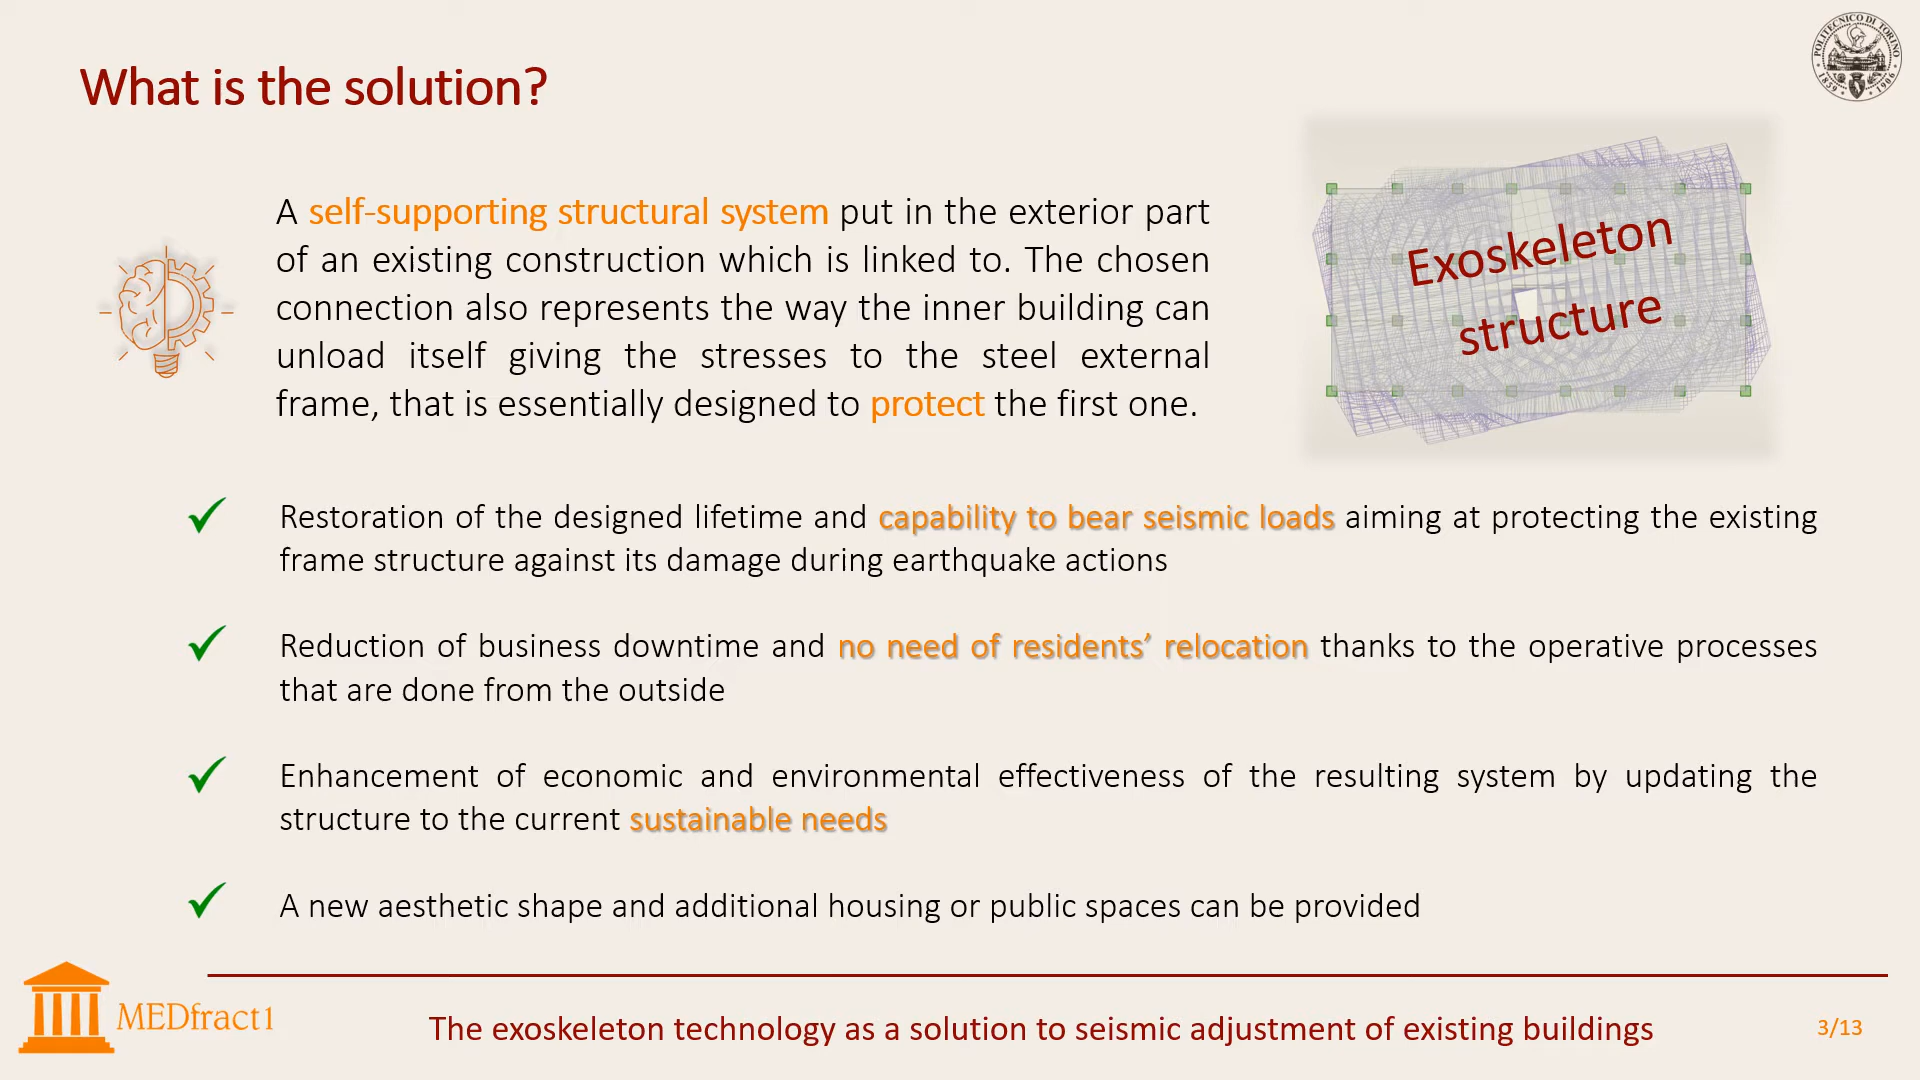 What is the solution?
POLITECNICO DI TORINO
1859
1906
A self-supporting structural system put in the exterior part
of an existing construction which is linked to. The chosen
connection also represents the way the inner building can
unload itself giving the stresses to the steel external
frame, that is essentially designed to protect the first one.
Exoskeleton
structure
Restoration of the designed lifetime and capability to bear seismic loads aiming at protecting the existing
frame structure against its damage during earthquake actions
Reduction of business downtime and no need of residents’ relocation thanks to the operative processes
that are done from the outside
Enhancement of economic and environmental effectiveness of the resulting system by updating the
structure to the current sustainable needs
A new aesthetic shape and additional housing or public spaces can be provided
MEDfract1
The exoskeleton technology as a solution to seismic adjustment of existing buildings
3/13